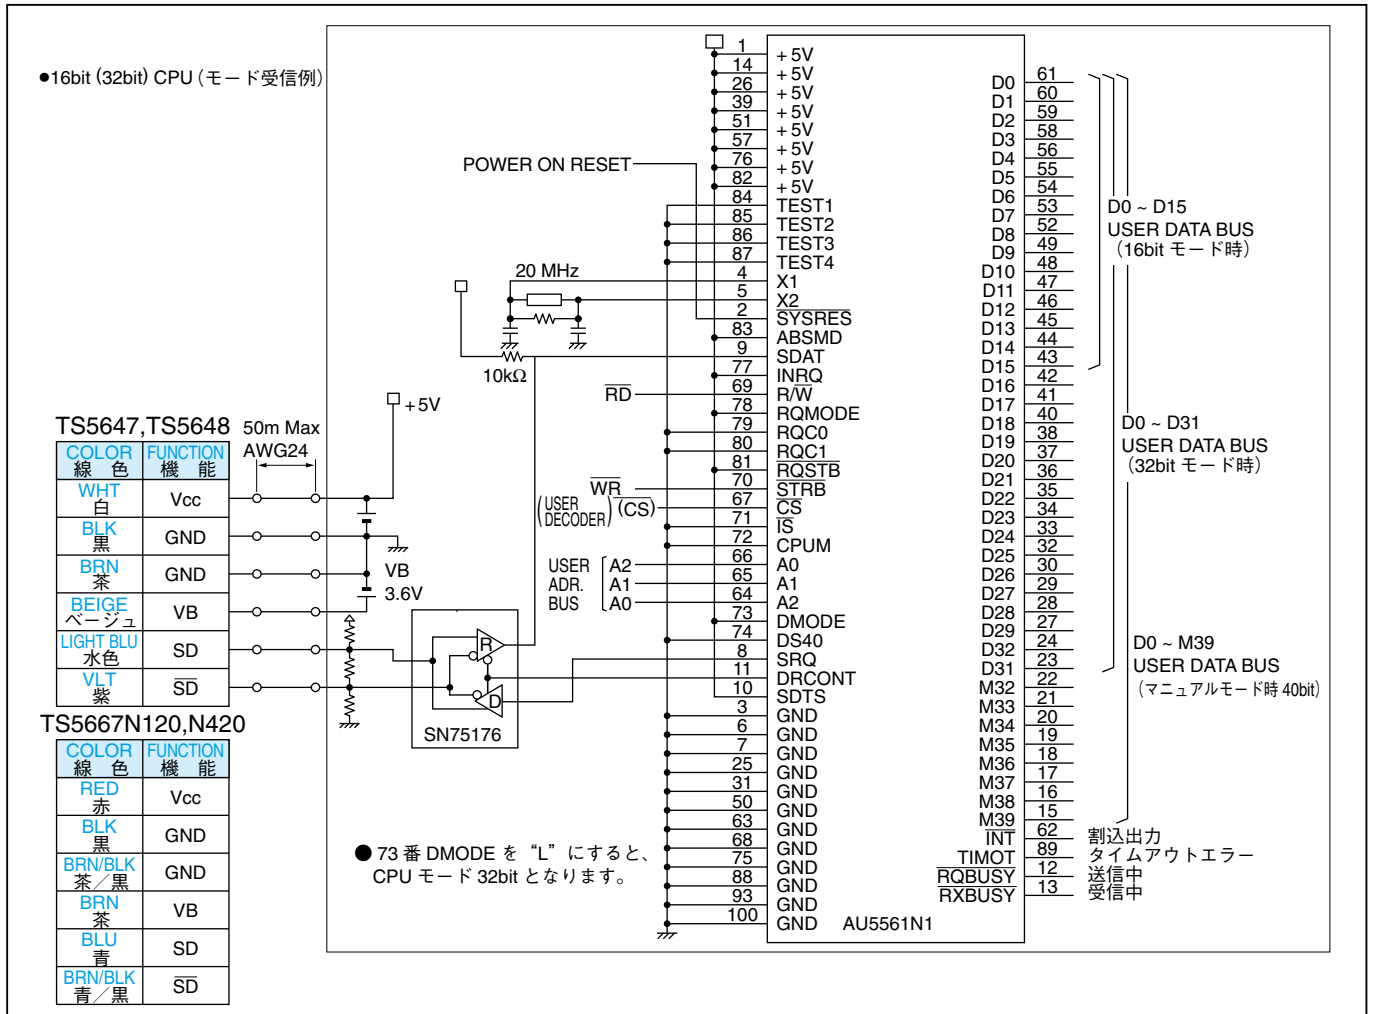 ●16bit (32bit) CPU (モード受信例)
POWER ON RESET
20 MHz
10kΩ
+5V
R̅D̅
W̅R̅
(USER DECODER) (C̅S̅)
USER ADR. BUS
A2
A1
A0
TS5647,TS5648
50m Max
AWG24
COLOR 線 色 FUNCTION 機 能
WHT 白 Vcc
BLK 黒 GND
BRN 茶 GND
BEIGE ベージュ VB
LIGHT BLU 水色 SD
VLT 紫 S̅D̅
VB
3.6V
R
D
SN75176
TS5667N120,N420
COLOR 線 色 FUNCTION 機 能
RED 赤 Vcc
BLK 黒 GND
BRN/BLK 茶／黒 GND
BRN 茶 VB
BLU 青 SD
BRN/BLK 青／黒 S̅D̅
● 73 番 DMODE を “L” にすると、
CPU モード 32bit となります。
1 +5V
14 +5V
26 +5V
39 +5V
51 +5V
57 +5V
76 +5V
82 +5V
84 TEST1
85 TEST2
86 TEST3
87 TEST4
4 X1
5 X2
2 S̅Y̅S̅R̅E̅S̅
83 ABSMD
9 SDAT
77 INRQ
69 R/W̅
78 RQMODE
79 RQC0
80 RQC1
81 R̅Q̅S̅T̅B̅
70 S̅T̅R̅B̅
67 C̅S̅
71 I̅S̅
72 CPUM
66 A0
65 A1
64 A2
73 DMODE
74 DS40
8 SRQ
11 DRCONT
10 SDTS
3 GND
6 GND
7 GND
25 GND
31 GND
50 GND
63 GND
68 GND
75 GND
88 GND
93 GND
100 GND
AU5561N1
D0 61
D1 60
D2 59
D3 58
D4 56
D5 55
D6 54
D7 53
D8 52
D9 49
D10 48
D11 47
D12 46
D13 45
D14 44
D15 43
D16 42
D17 41
D18 40
D19 38
D20 37
D21 36
D22 35
D23 34
D24 33
D25 32
D26 30
D27 29
D28 28
D29 27
D32 24
D31 23
M32 22
M33 21
M34 20
M35 19
M36 18
M37 17
M38 16
M39 15
I̅N̅T̅ 62 割込出力
TIMOT 89 タイムアウトエラー
R̅Q̅B̅U̅S̅Y̅ 12 送信中
R̅X̅B̅U̅S̅Y̅ 13 受信中
D0 ~ D15
USER DATA BUS
(16bit モード時)
D0 ~ D31
USER DATA BUS
(32bit モード時)
D0 ~ M39
USER DATA BUS
(マニュアルモード時 40bit)